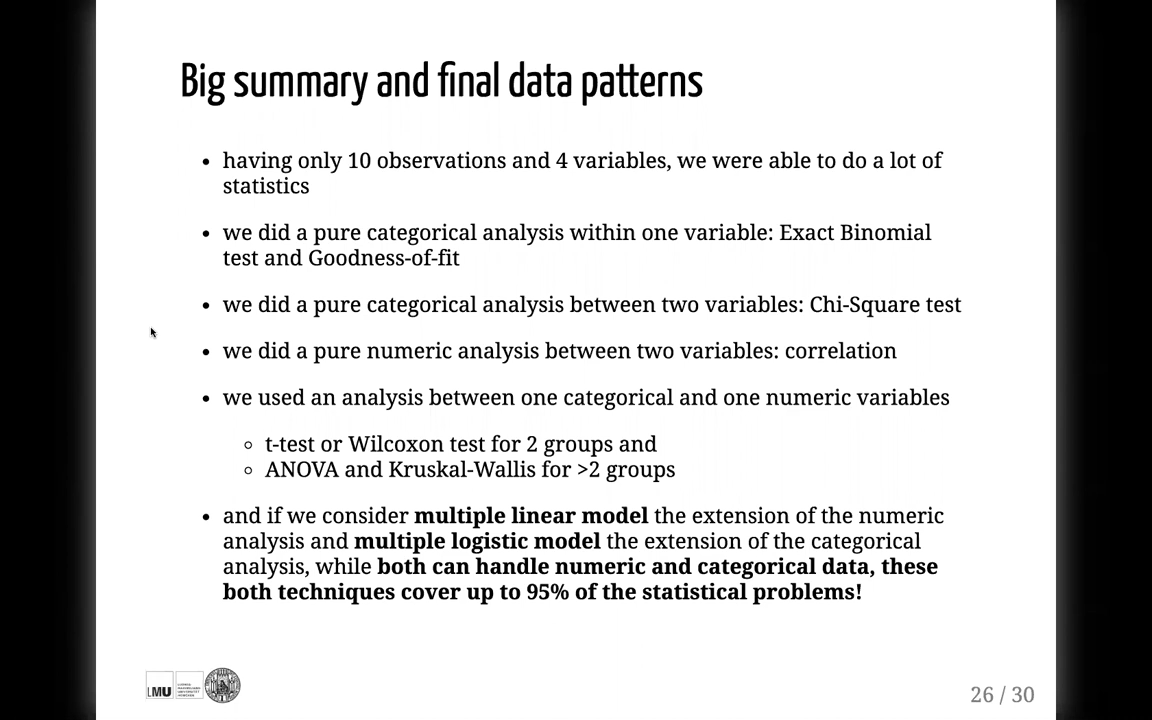 Big summary and final data patterns
• having only 10 observations and 4 variables, we were able to do a lot of
statistics
• we did a pure categorical analysis within one variable: Exact Binomial
test and Goodness-of-fit
• we did a pure categorical analysis between two variables: Chi-Square test
• we did a pure numeric analysis between two variables: correlation
• we used an analysis between one categorical and one numeric variables
◦ t-test or Wilcoxon test for 2 groups and
◦ ANOVA and Kruskal-Wallis for >2 groups
• and if we consider multiple linear model the extension of the numeric
analysis and multiple logistic model the extension of the categorical
analysis, while both can handle numeric and categorical data, these
both techniques cover up to 95% of the statistical problems!
LMU
26 / 30